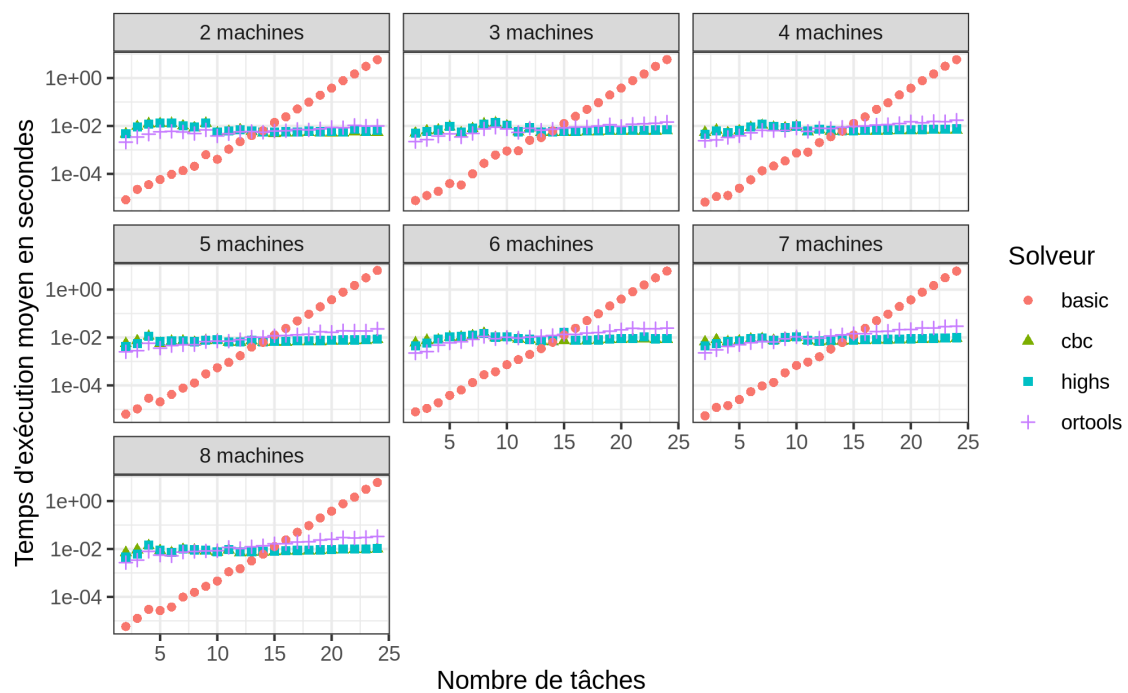 2 machines
3 machines
4 machines
1e+00
1e-02
1e-04
5 machines
6 machines
7 machines
1e+00
1e-02
1e-04
5 10 15 20 25
5 10 15 20 25
8 machines
1e+00
1e-02
1e-04
5 10 15 20 25
Nombre de tâches
Temps d'exécution moyen en secondes
Solveur
basic
cbc
highs
ortools